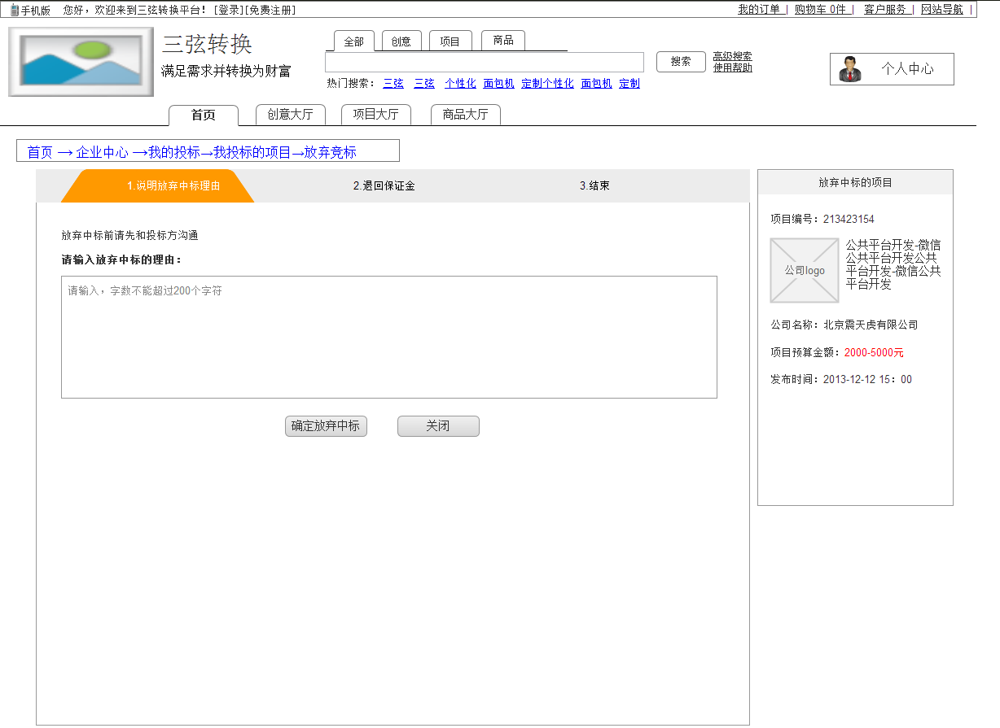 手机版 您好，欢迎来到三弦转换平台！[登录][免费注册]
我的订单 | 购物车 0件 | 客户服务 | 网站导航 |
三弦转换
满足需求并转换为财富
全部 创意 项目 商品
搜索
高级搜索
使用帮助
热门搜索： 三弦 三弦 个性化 面包机 定制个性化 面包机 定制
个人中心
首页 创意大厅 项目大厅 商品大厅
首页 → 企业中心 →我的投标→我投标的项目→放弃竞标
1.说明放弃中标理由 2.退回保证金 3.结束
放弃中标前请先和投标方沟通
请输入放弃中标的理由：
请输入，字数不能超过200个字符
确定放弃中标 关闭
放弃中标的项目
项目编号：213423154
公司logo
公共平台开发-微信
公共平台开发公共
平台开发-微信公共
平台开发
公司名称：北京震天虎有限公司
项目预算金额：2000-5000元
发布时间：2013-12-12 15：00